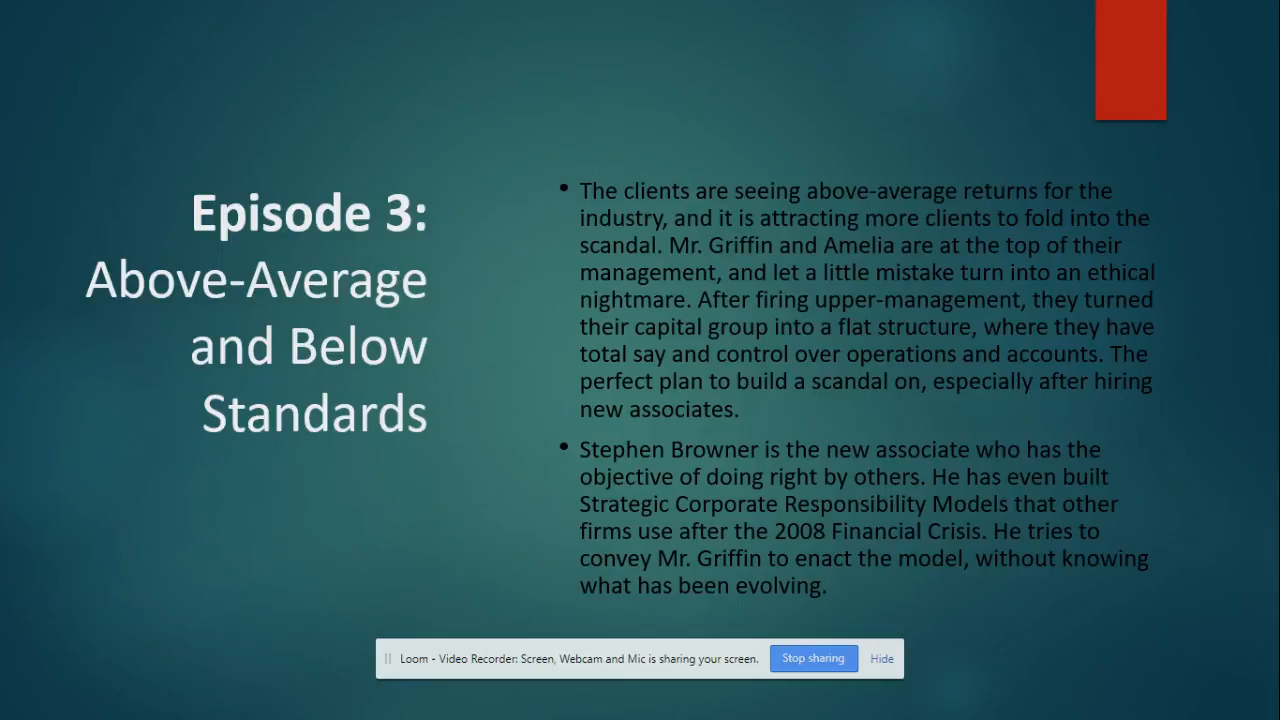 Episode 3:
Above-Average
and Below
Standards
• The clients are seeing above-average returns for the
industry, and it is attracting more clients to fold into the
scandal. Mr. Griffin and Amelia are at the top of their
management, and let a little mistake turn into an ethical
nightmare. After firing upper-management, they turned
their capital group into a flat structure, where they have
total say and control over operations and accounts. The
perfect plan to build a scandal on, especially after hiring
new associates.
• Stephen Browner is the new associate who has the
objective of doing right by others. He has even built
Strategic Corporate Responsibility Models that other
firms use after the 2008 Financial Crisis. He tries to
convey Mr. Griffin to enact the model, without knowing
what has been evolving.
Loom - Video Recorder: Screen, Webcam and Mic is sharing your screen. Stop sharing Hide